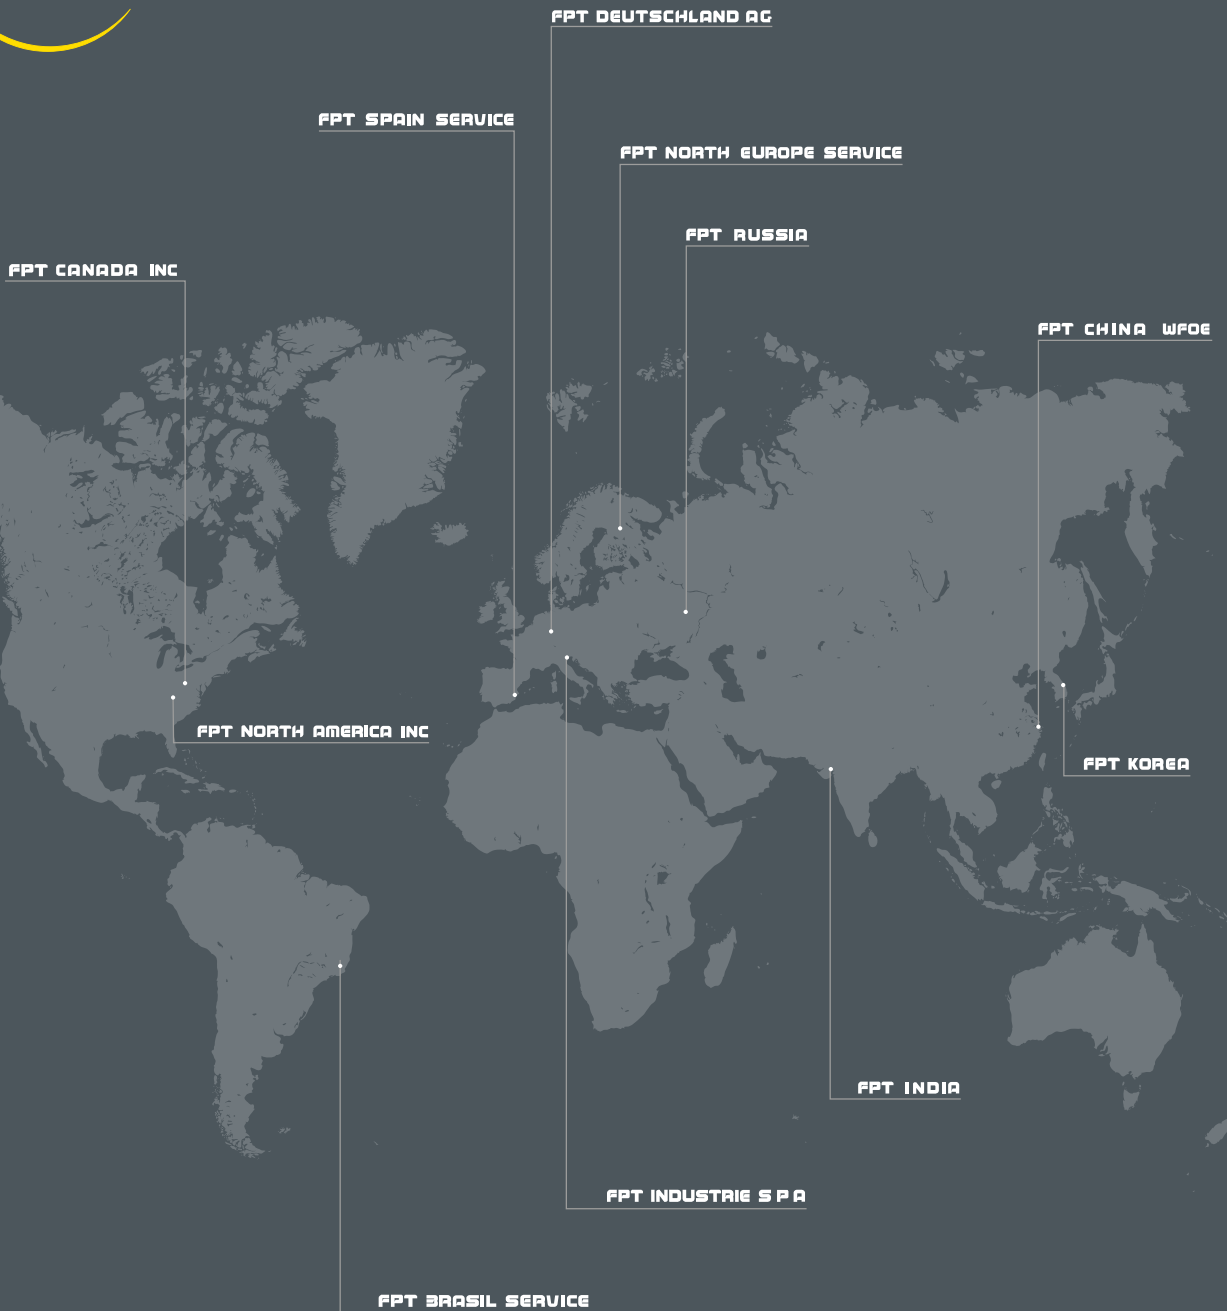 FPT DEUTSCHLAND AG
FPT SPAIN SERVICE
FPT NORTH EUROPE SERVICE
FPT RUSSIA
FPT CANADA INC
FPT CHINA WFOE
FPT NORTH AMERICA INC
FPT KOREA
FPT INDIA
FPT INDUSTRIE S P A
FPT BRASIL SERVICE